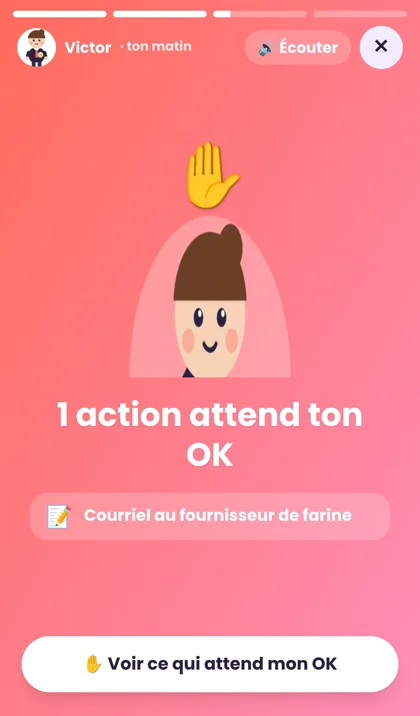 Victor · ton matin
Écouter
✕
1 action attend ton
OK
Courriel au fournisseur de farine
Voir ce qui attend mon OK